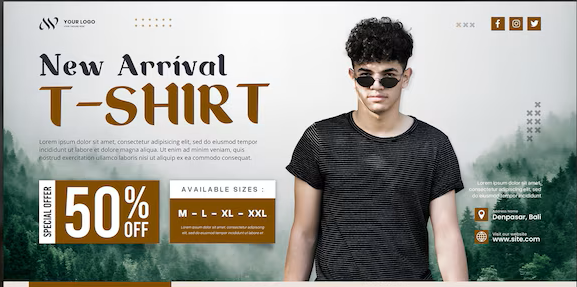 YOUR LOGO
New Arrival
T-SHIRT
Lorem ipsum dolor sit amet, consectetur adipiscing elit, sed do eiusmod tempor
incididunt ut labore et dolore magna aliqua. Ut enim ad minim veniam, quis
nostrud exercitation ullamco laboris nisi ut aliquip ex ea commodo consequat.
SPECIAL OFFER
50% OFF
AVAILABLE SIZES :
M - L - XL - XXL
Lorem ipsum dolor sit amet,
consectetur adipiscing elit, sed
do eiusmod tempor incididunt
Denpasar, Bali
Visit our website
www.site.com